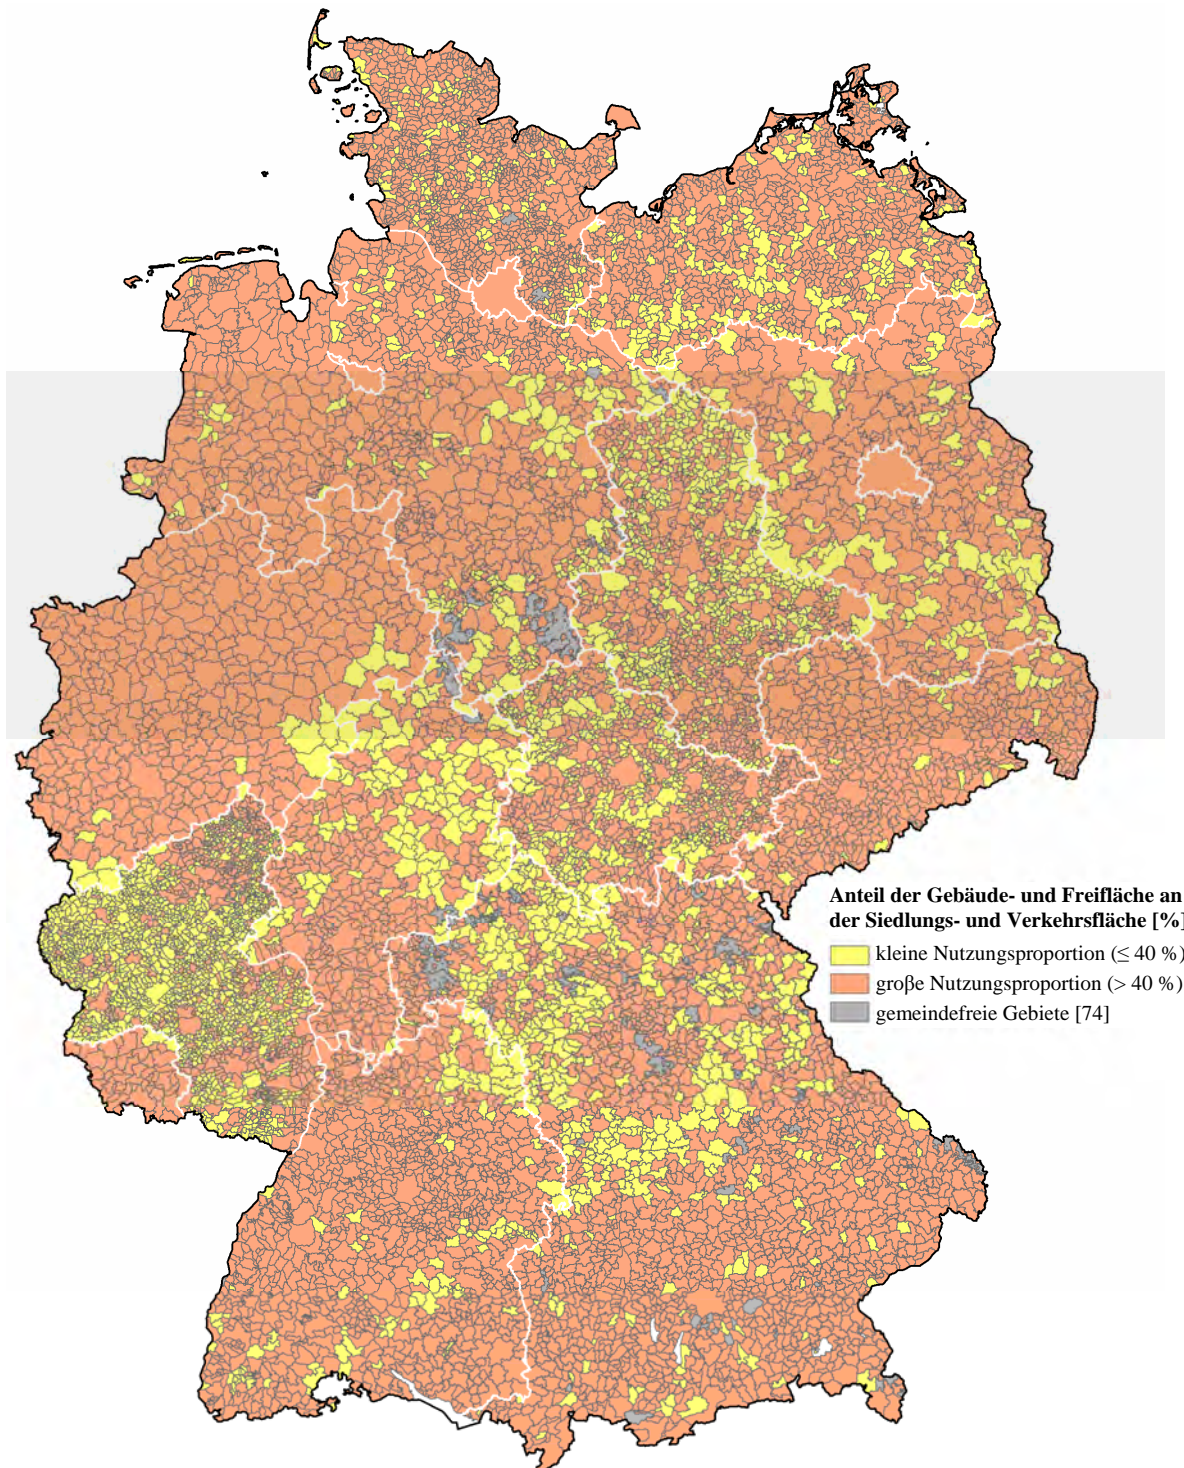 Anteil der Gebäude- und Freifläche an
der Siedlungs- und Verkehrsfläche [%]
kleine Nutzungsproportion (≤ 40 %)
große Nutzungsproportion (> 40 %)
gemeindefreie Gebiete [74]